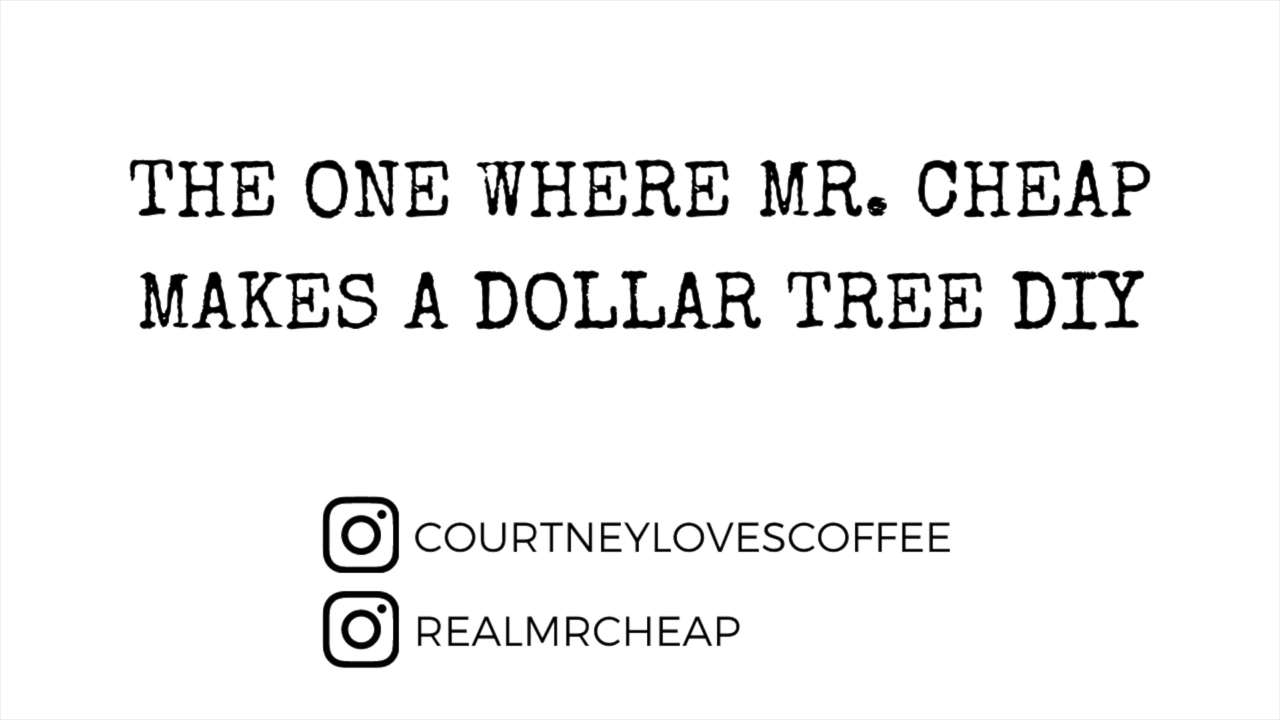 THE ONE WHERE MR. CHEAP
MAKES A DOLLAR TREE DIY
COURTNEYLOVESCOFFEE
REALMRCHEAP